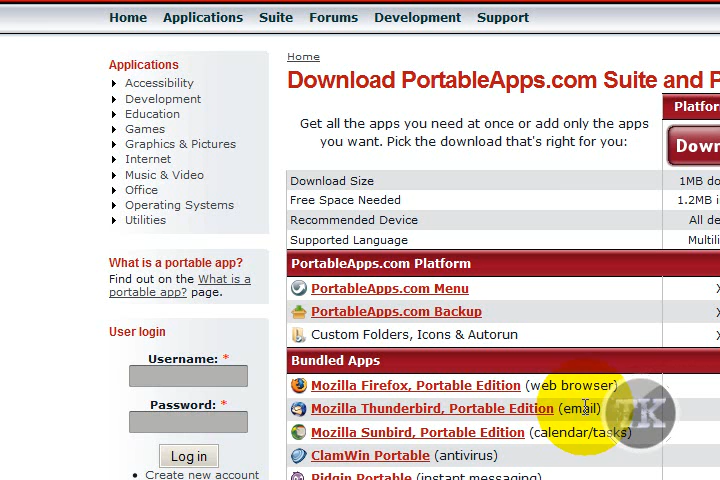 Home Applications Suite Forums Development Support
Applications
Accessibility
Development
Education
Games
Graphics & Pictures
Internet
Music & Video
Office
Operating Systems
Utilities
What is a portable app?
Find out on the What is a
portable app? page.
User login
Username: *
Password: *
Log in
Create new account
Home
Download PortableApps.com Suite and P
Get all the apps you need at once or add only the apps
you want. Pick the download that's right for you:
Platfor
Down
Download Size 1MB do
Free Space Needed 1.2MB i
Recommended Device All de
Supported Language Multili
PortableApps.com Platform
PortableApps.com Menu X
PortableApps.com Backup X
Custom Folders, Icons & Autorun X
Bundled Apps
Mozilla Firefox, Portable Edition (web browser)
Mozilla Thunderbird, Portable Edition (email)
Mozilla Sunbird, Portable Edition (calendar/tasks)
ClamWin Portable (antivirus)
Pidgin Portable (instant messaging)
TK